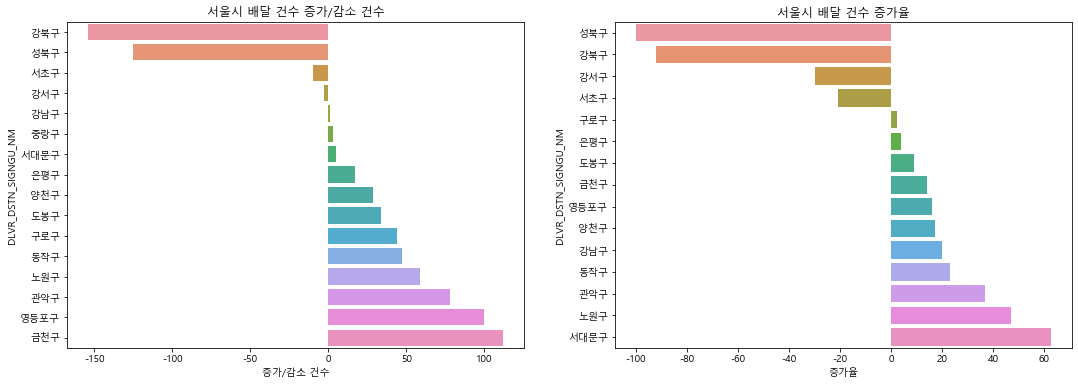 서울시 배달 건수 증가/감소 건수
DLVR_DSTN_SIGNGU_NM
강북구
성북구
서초구
강서구
강남구
중랑구
서대문구
은평구
양천구
도봉구
구로구
동작구
노원구
관악구
영등포구
금천구
-150 -100 -50 0 50 100
증가/감소 건수
서울시 배달 건수 증가율
DLVR_DSTN_SIGNGU_NM
성북구
강북구
강서구
서초구
구로구
은평구
도봉구
금천구
영등포구
양천구
강남구
동작구
관악구
노원구
서대문구
-100 -80 -60 -40 -20 0 20 40 60
증가율